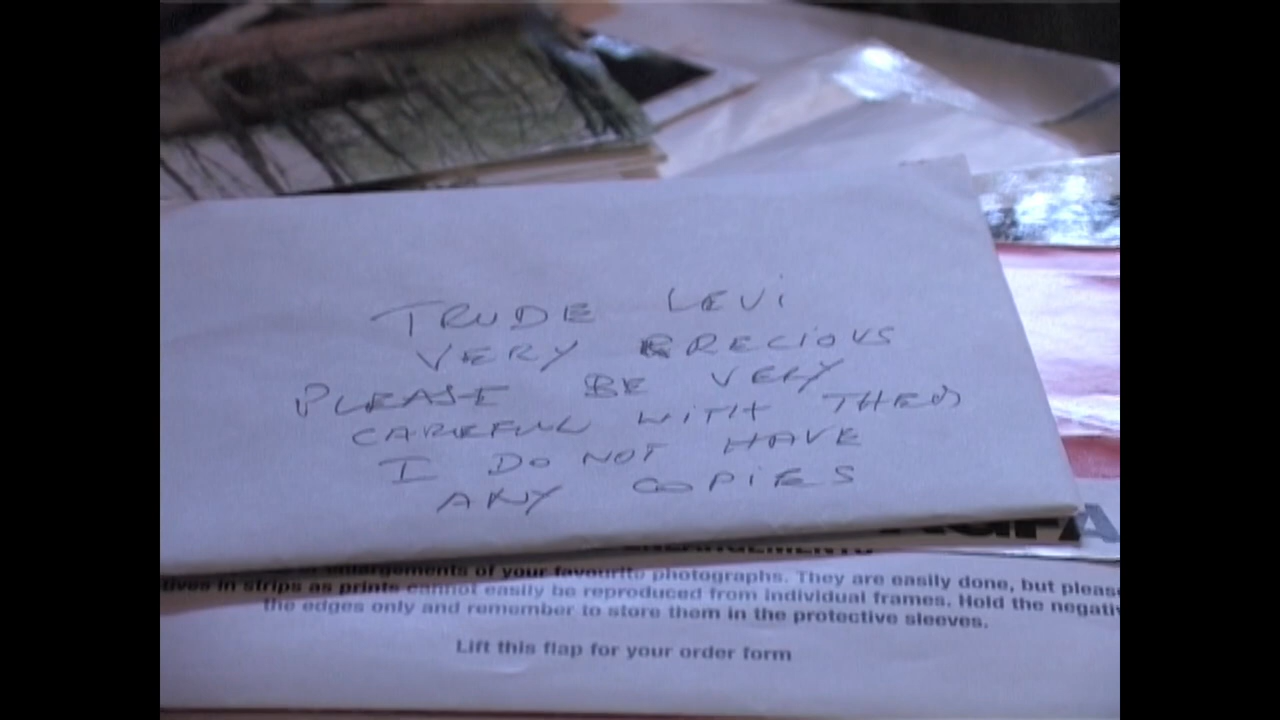 TRUDE LEVi
VERY PRECiOUS
PLEASE BE VERY
CAREFUL WiTH THEM
I DO NOT HAVE
ANY COPiES
AGFA
ENLARGEMENTS
enlargements of your favourite photographs. They are easily done, but please
tives in strips as prints cannot easily be reproduced from individual frames. Hold the negativ
the edges only and remember to store them in the protective sleeves.
Lift this flap for your order form